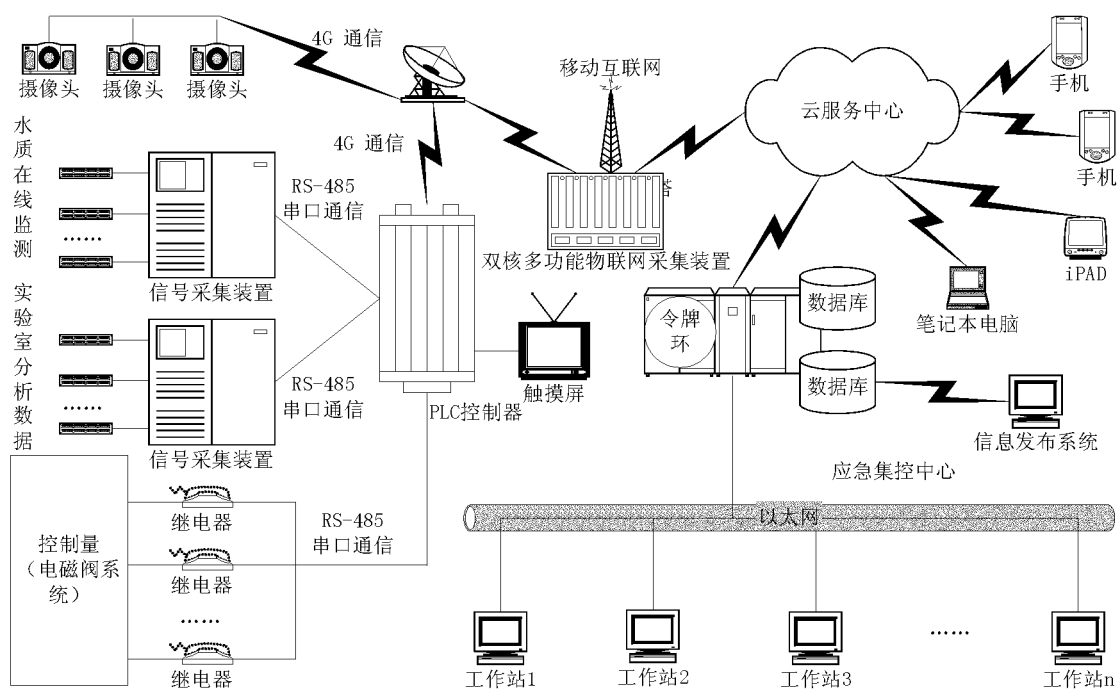 4G 通信
摄像头
摄像头
摄像头
移动互联网
云服务中心
手机
水质在线监测
4G 通信
手机
RS-485
串口通信
……
双核多功能物联网采集装置
iPAD
信号采集装置
数据库
笔记本电脑
令牌环
实验室分析数据
RS-485
串口通信
触摸屏
数据库
PLC控制器
……
信息发布系统
信号采集装置
应急集控中心
继电器
以太网
RS-485
串口通信
控制量
（电磁阀系
统）
继电器
……
继电器
工作站1
工作站2
工作站3
……
工作站n